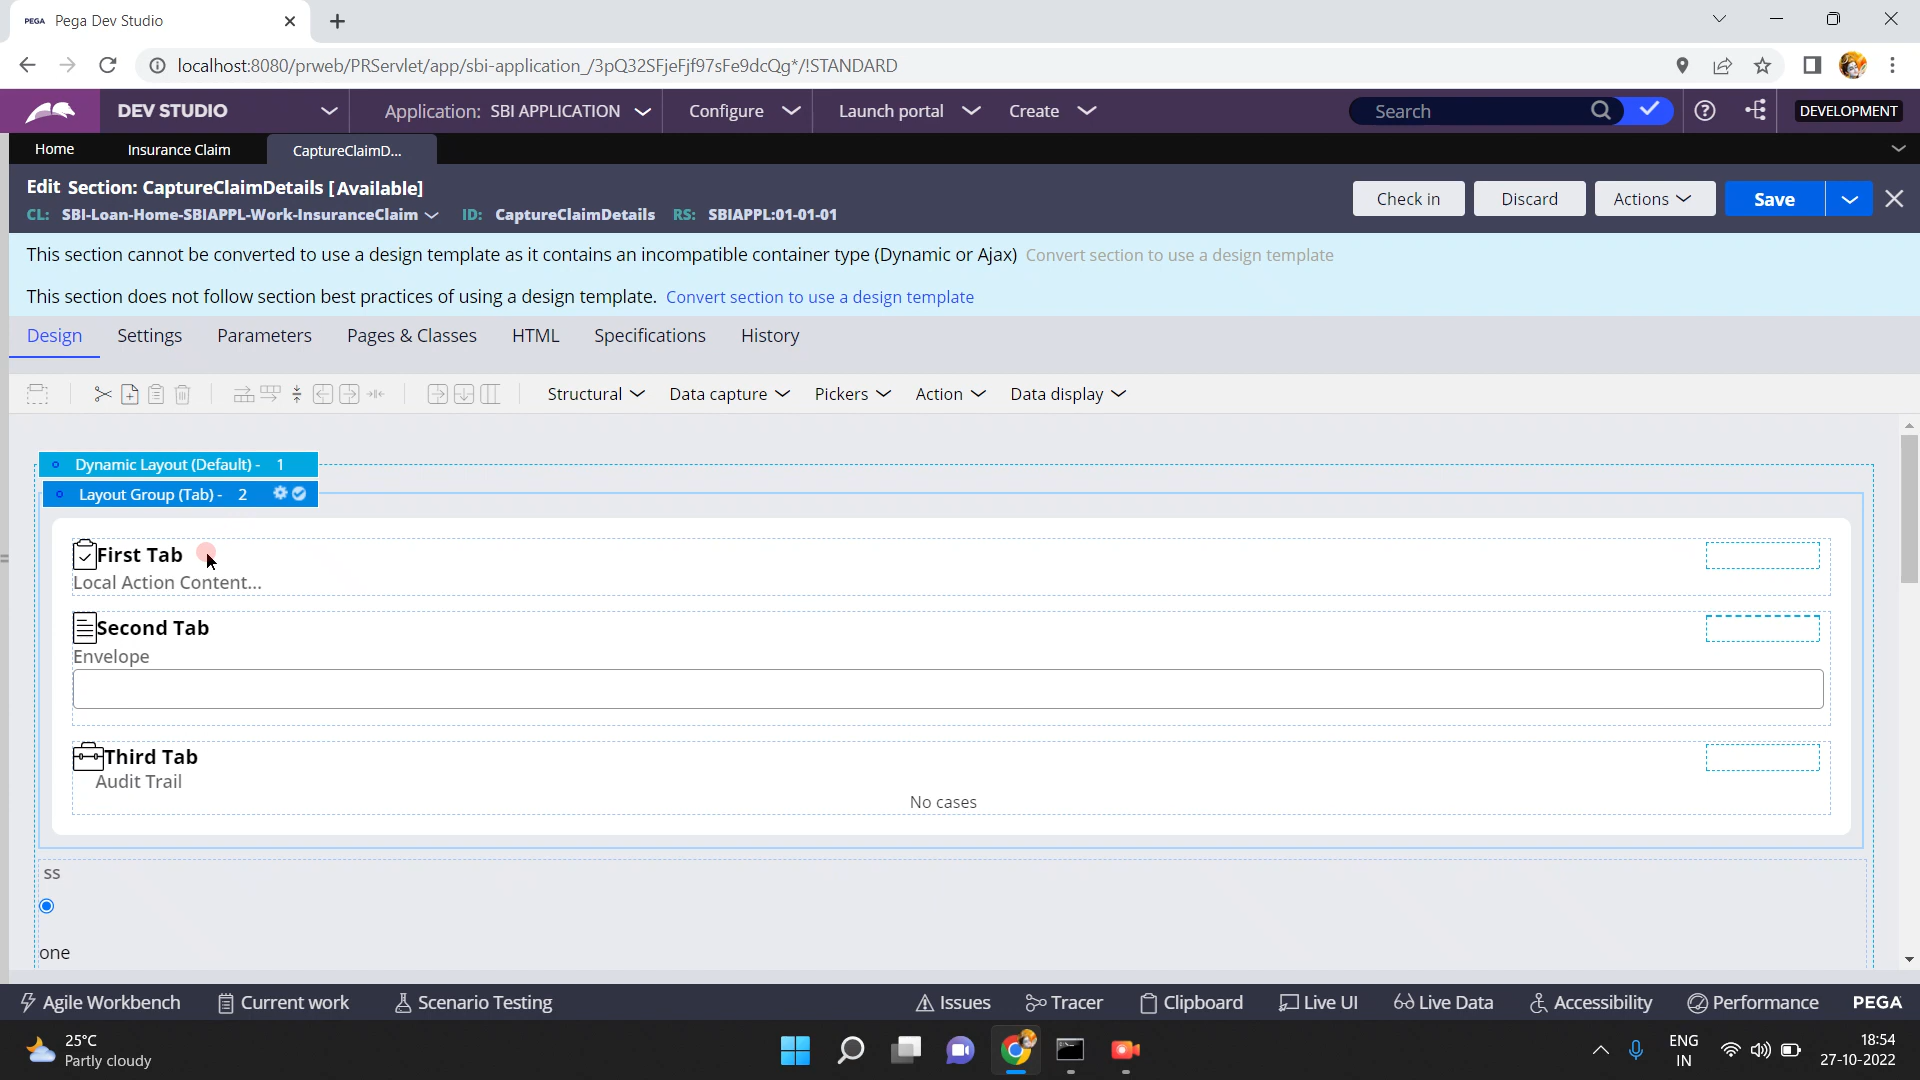 PEGA Pega Dev Studio
localhost:8080/prweb/PRServlet/app/sbi-application_/3pQ32SFjeFjf97sFe9dcQg*/!STANDARD
DEV STUDIO Application: SBI APPLICATION Configure Launch portal Create Search DEVELOPMENT
Home Insurance Claim CaptureClaimD...
Edit Section: CaptureClaimDetails [Available]
CL: SBI-Loan-Home-SBIAPPL-Work-InsuranceClaim ID: CaptureClaimDetails RS: SBIAPPL:01-01-01
Check in Discard Actions Save
This section cannot be converted to use a design template as it contains an incompatible container type (Dynamic or Ajax) Convert section to use a design template
This section does not follow section best practices of using a design template. Convert section to use a design template
Design Settings Parameters Pages & Classes HTML Specifications History
Structural Data capture Pickers Action Data display
Dynamic Layout (Default) - 1
Layout Group (Tab) - 2
First Tab
Local Action Content...
Second Tab
Envelope
Third Tab
Audit Trail
No cases
ss
one
Agile Workbench Current work Scenario Testing Issues Tracer Clipboard Live UI Live Data Accessibility Performance PEGA
25°C
Partly cloudy
ENG
IN
18:54
27-10-2022